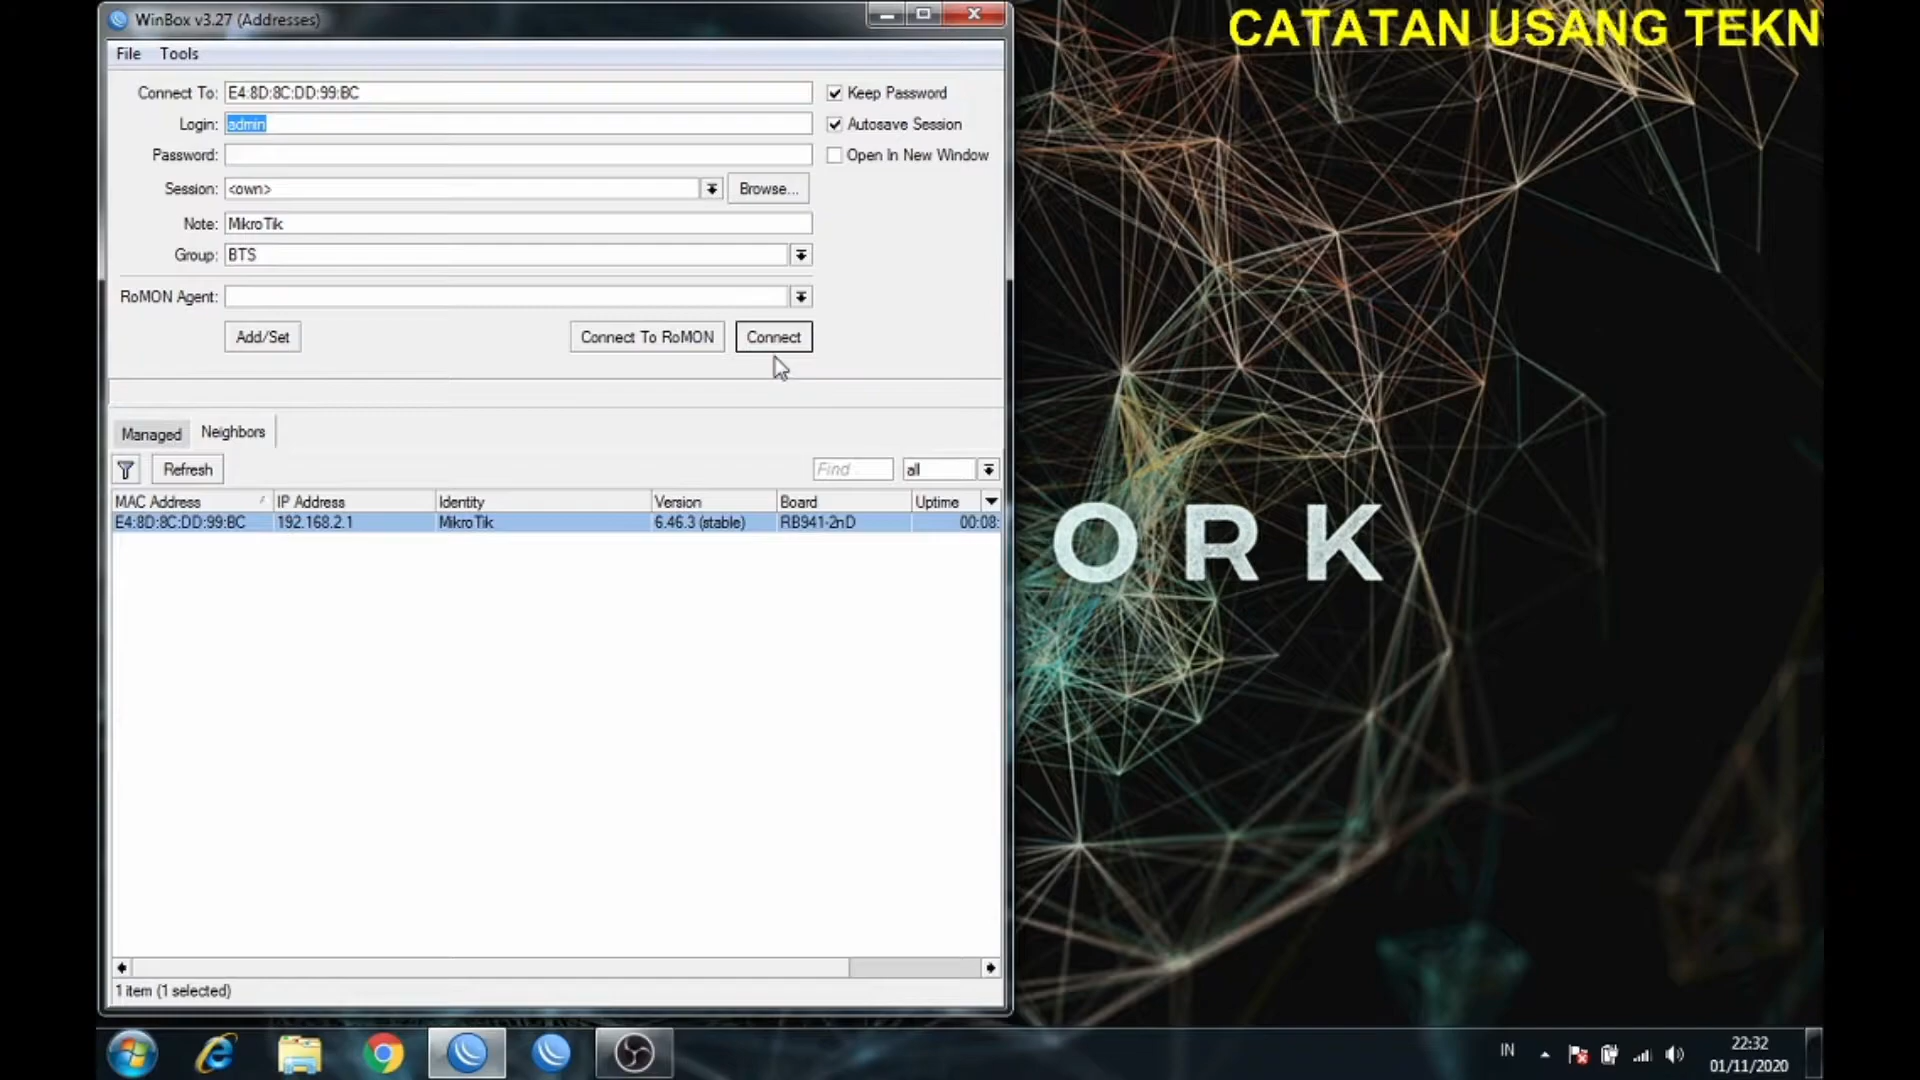 WinBox v3.27 (Addresses)
CATATAN USANG TEKN
File Tools
Connect To: E4:8D:8C:DD:99:BC
Keep Password
Login: admin
Autosave Session
Password:
Open In New Window
Session: <own> Browse...
Note: MikroTik
Group: BTS
RoMON Agent:
Add/Set Connect To RoMON Connect
Managed Neighbors
Refresh Find all
MAC Address IP Address Identity Version Board Uptime
E4:8D:8C:DD:99:BC 192.168.2.1 MikroTik 6.46.3 (stable) RB941-2nD 00:08:
ORK
1 item (1 selected)
IN
22:32
01/11/2020